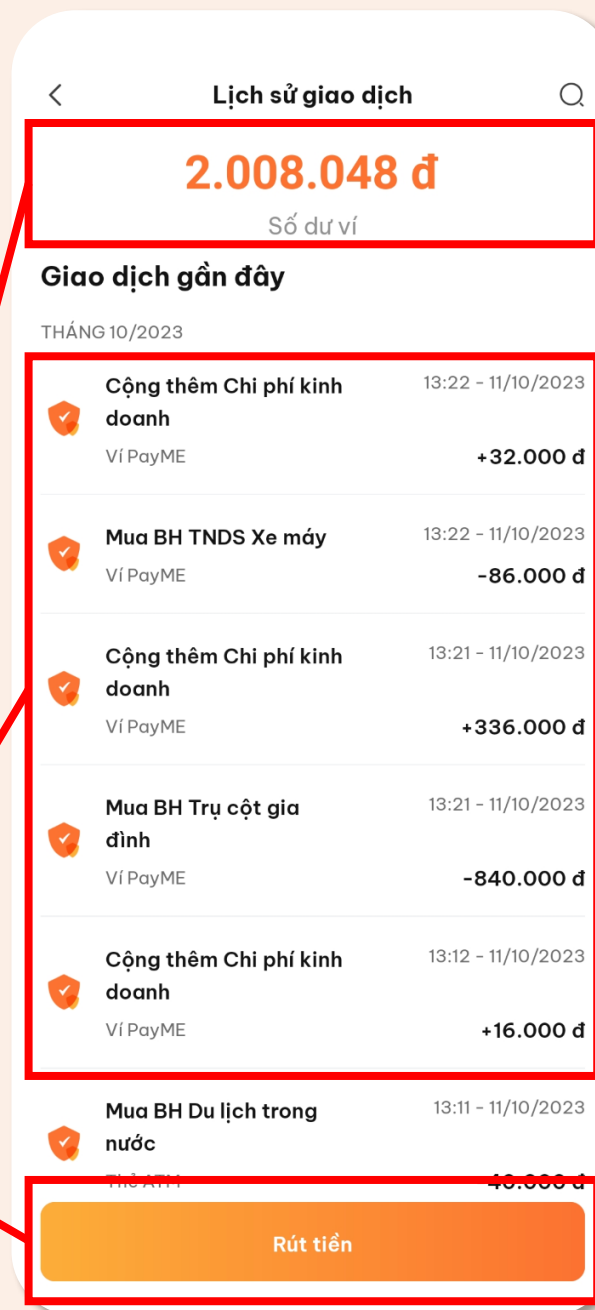 Lịch sử giao dịch
2.008.048 đ
Số dư ví
Giao dịch gần đây
THÁNG 10/2023
Cộng thêm Chi phí kinh doanh
13:22 - 11/10/2023
Ví PayME
+32.000 đ
Mua BH TNDS Xe máy
13:22 - 11/10/2023
Ví PayME
-86.000 đ
Cộng thêm Chi phí kinh doanh
13:21 - 11/10/2023
Ví PayME
+336.000 đ
Mua BH Trụ cột gia đình
13:21 - 11/10/2023
Ví PayME
-840.000 đ
Cộng thêm Chi phí kinh doanh
13:12 - 11/10/2023
Ví PayME
+16.000 đ
Mua BH Du lịch trong nước
13:11 - 11/10/2023
Thẻ ATM
Rút tiền